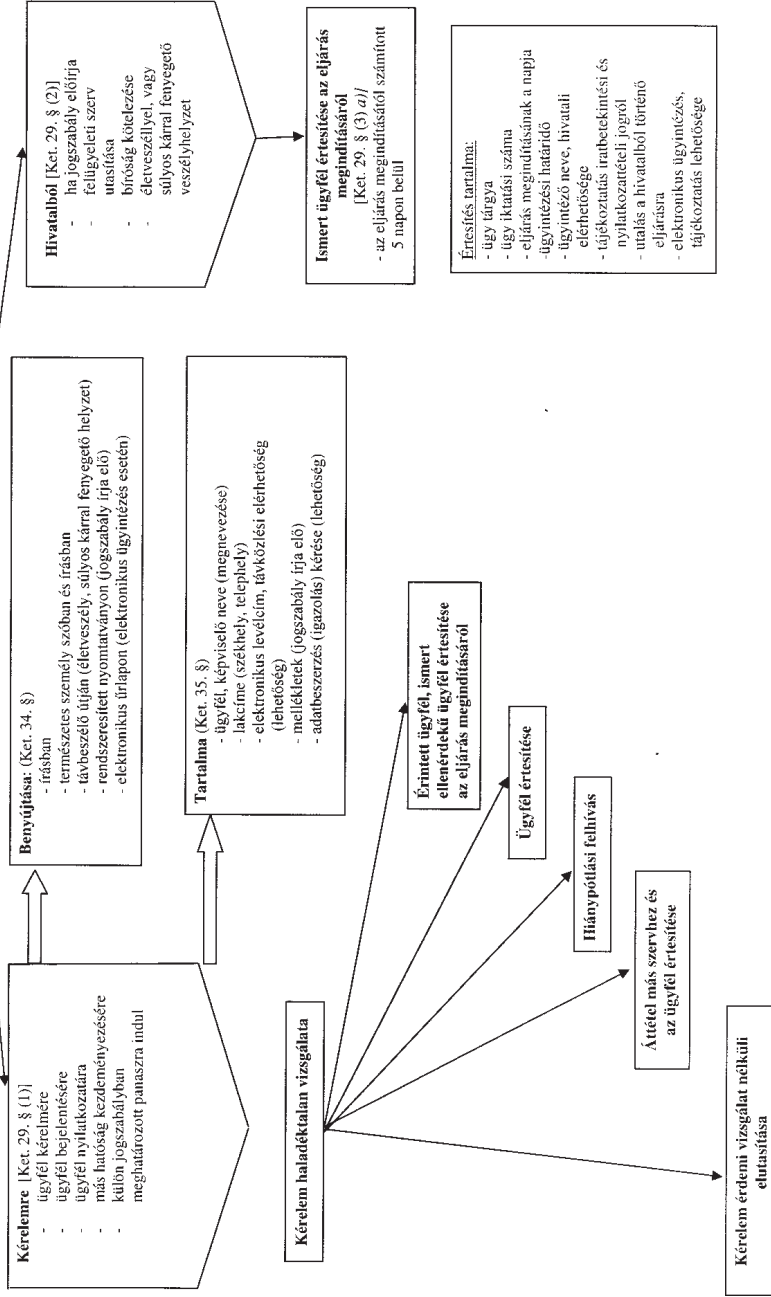 Kérelemre [Ket. 29. § (1)]
- ügyfél kérelmére
- ügyfél bejelentésére
- ügyfél nyilatkozatára
- más hatóság kezdeményezésére
- külön jogszabályban
meghatározott panaszra indul
Benyújtása: (Ket. 34. §)
- írásban
- természetes személy szóban és írásban
- távbeszélő útján (életveszély, súlyos kárral fenyegető helyzet)
- rendszeresített nyomtatványon (jogszabály írja elő)
- elektronikus űrlapon (elektronikus ügyintézés esetén)
Tartalma (Ket. 35. §)
- ügyfél, képviselő neve (megnevezése)
- lakcíme (székhely, telephely)
- elektronikus levélcím, távközlési elérhetőség
(lehetőség)
- mellékletek (jogszabály írja elő)
- adatbeszerzés (igazolás) kérése (lehetőség)
Hivatalból [Ket. 29. § (2)]
- ha jogszabály előírja
- felügyeleti szerv
utasítása
- bíróság kötelezése
- életveszéllyel, vagy
súlyos kárral fenyegető
veszélyhelyzet
Ismert ügyfél értesítése az eljárás
megindításáról
[Ket. 29. § (3) a)]
- az eljárás megindításától számított
5 napon belül
Értesítés tartalma:
- ügy tárgya
- ügy iktatási száma
- eljárás megindításának a napja
-ügyintézési határidő
- ügyintéző neve, hivatali
elérhetősége
- tájékoztatás iratbetekintési és
nyilatkozattételi jogról
- utalás a hivatalból történő
eljárásra
- elektronikus ügyintézés,
tájékoztatás lehetősége
Kérelem haladéktalan vizsgálata
Érintett ügyfél, ismert
ellenérdekű ügyfél értesítése
az eljárás megindításáról
Ügyfél értesítése
Hiánypótlási felhívás
Áttétel más szervhez és
az ügyfél értesítése
Kérelem érdemi vizsgálat nélküli
elutasítása